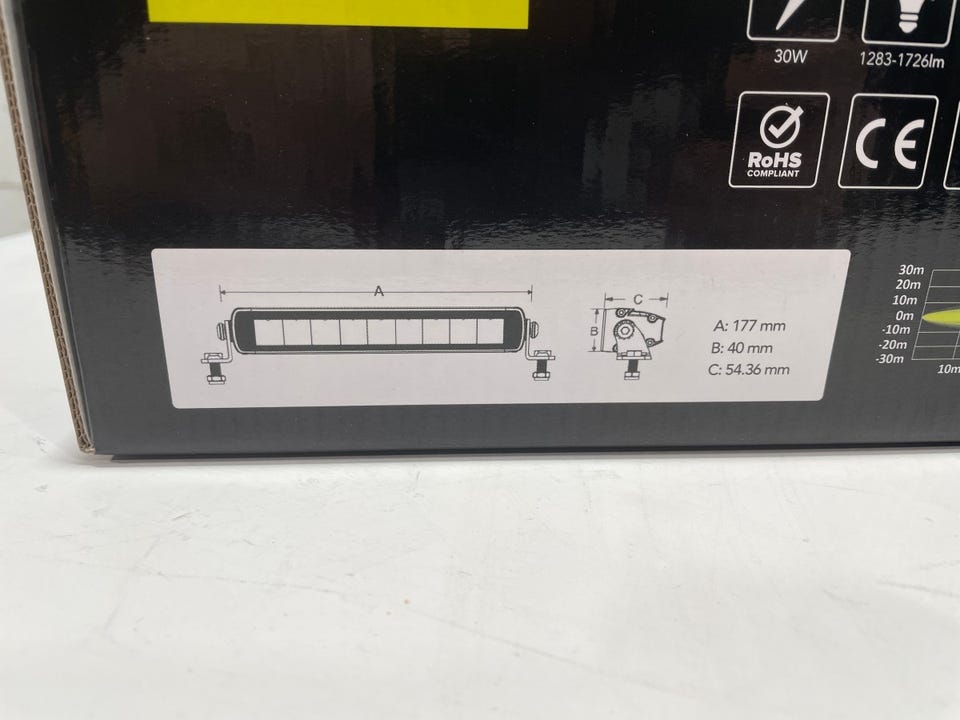 30W
1283-1726lm
RoHS
COMPLIANT
CE
A
C
B
A: 177 mm
B: 40 mm
C: 54.36 mm
30m
20m
10m
0m
-10m
-20m
-30m
10m